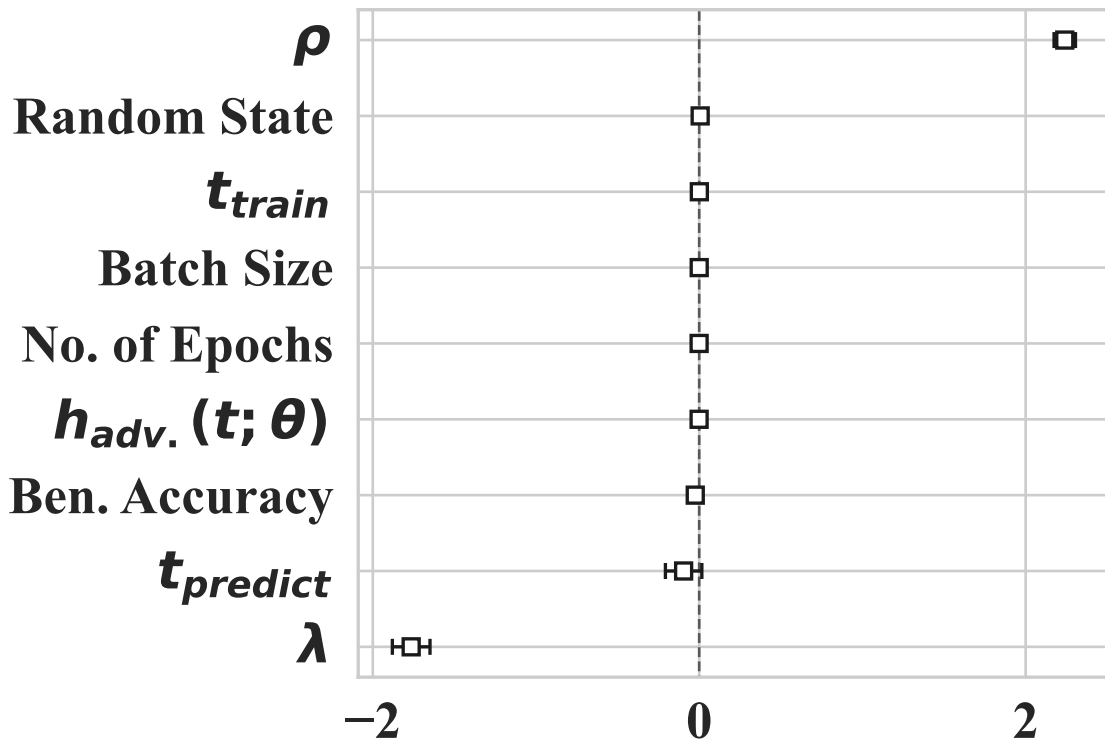 ρ
Random State
t_train
Batch Size
No. of Epochs
h_adv. (t; θ)
Ben. Accuracy
t_predict
λ
−2 0 2